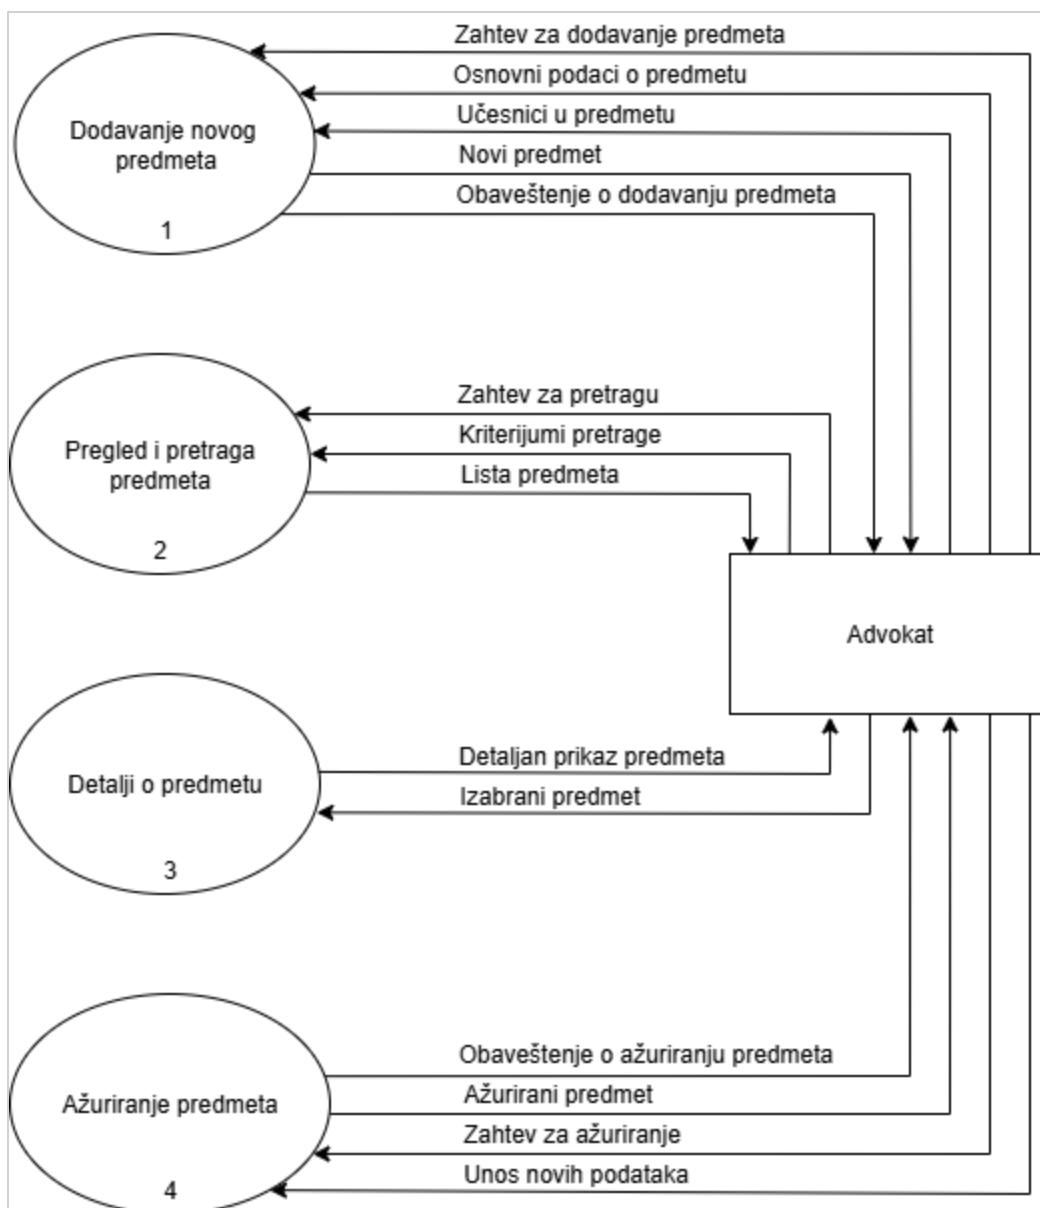 Zahtev za dodavanje predmeta
Osnovni podaci o predmetu
Učesnici u predmetu
Novi predmet
Obaveštenje o dodavanju predmeta
Dodavanje novog
predmeta
1
Zahtev za pretragu
Kriterijumi pretrage
Lista predmeta
Pregled i pretraga
predmeta
2
Advokat
Detaljan prikaz predmeta
Izabrani predmet
Detalji o predmetu
3
Obaveštenje o ažuriranju predmeta
Ažurirani predmet
Zahtev za ažuriranje
Unos novih podataka
Ažuriranje predmeta
4